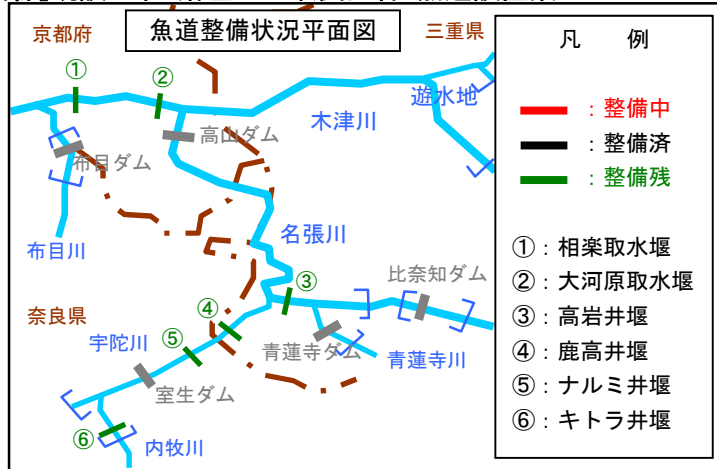 魚道整備状況平面図
京都府
三重県
①
②
遊水地
木津川
高山ダム
布目ダム
布目川
名張川
③
比奈知ダム
奈良県
④
宇陀川
⑤
青蓮寺ダム
青蓮寺川
室生ダム
⑥
内牧川
凡 例
：整備中
：整備済
：整備残
①：相楽取水堰
②：大河原取水堰
③：高岩井堰
④：鹿高井堰
⑤：ナルミ井堰
⑥：キトラ井堰